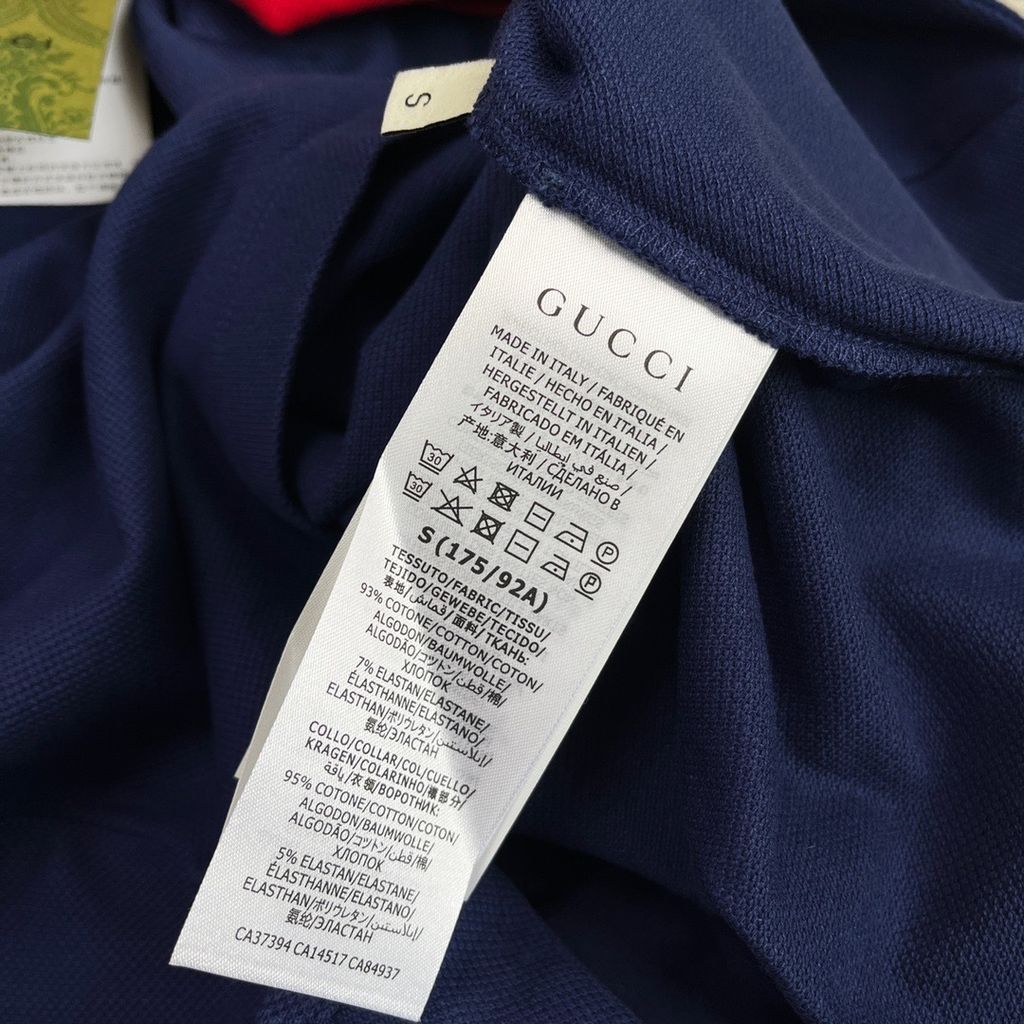 S
GUCCI
MADE IN ITALY / FABRIQUÉ EN
ITALIE / HECHO EN ITALIA /
HERGESTELLT IN ITALIEN /
FABRICADO EM ITÁLIA /
イタリア製 / صنع في إيطاليا /
产地:意大利 / СДЕЛАНО В
ИТАЛИИ
30
30
S (175/92A)
TESSUTO/FABRIC/TISSU/
TEJIDO/GEWEBE/TECIDO/
表地/قماش/面料/ТКАНЬ:
93% COTONE/COTTON/COTON/
ALGODON/BAUMWOLLE/
ALGODÃO/コットン/قطن/棉/
ХЛОПОК
7% ELASTAN/ELASTANE/
ÉLASTHANNE/ELASTANO/
ELASTHAN/ポリウレタン/إيلاستين/
氨纶/ЭЛАСТАН
COLLO/COLLAR/COL/CUELLO/
KRAGEN/COLARINHO/襟部分/
ياقة/衣领/ВОРОТНИК:
95% COTONE/COTTON/COTON/
ALGODON/BAUMWOLLE/
ALGODÃO/コットン/قطن/棉/
ХЛОПОК
5% ELASTAN/ELASTANE/
ÉLASTHANNE/ELASTANO/
ELASTHAN/ポリウレタン/إيلاستين/
氨纶/ЭЛАСТАН
CA37394 CA14517 CA84937